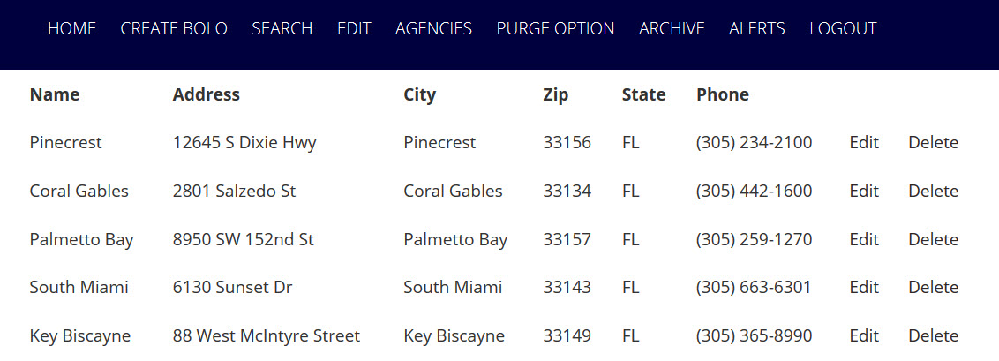 HOME CREATE BOLO SEARCH EDIT AGENCIES PURGE OPTION ARCHIVE ALERTS LOGOUT
Name Address City Zip State Phone
Pinecrest 12645 S Dixie Hwy Pinecrest 33156 FL (305) 234-2100 Edit Delete
Coral Gables 2801 Salzedo St Coral Gables 33134 FL (305) 442-1600 Edit Delete
Palmetto Bay 8950 SW 152nd St Palmetto Bay 33157 FL (305) 259-1270 Edit Delete
South Miami 6130 Sunset Dr South Miami 33143 FL (305) 663-6301 Edit Delete
Key Biscayne 88 West McIntyre Street Key Biscayne 33149 FL (305) 365-8990 Edit Delete